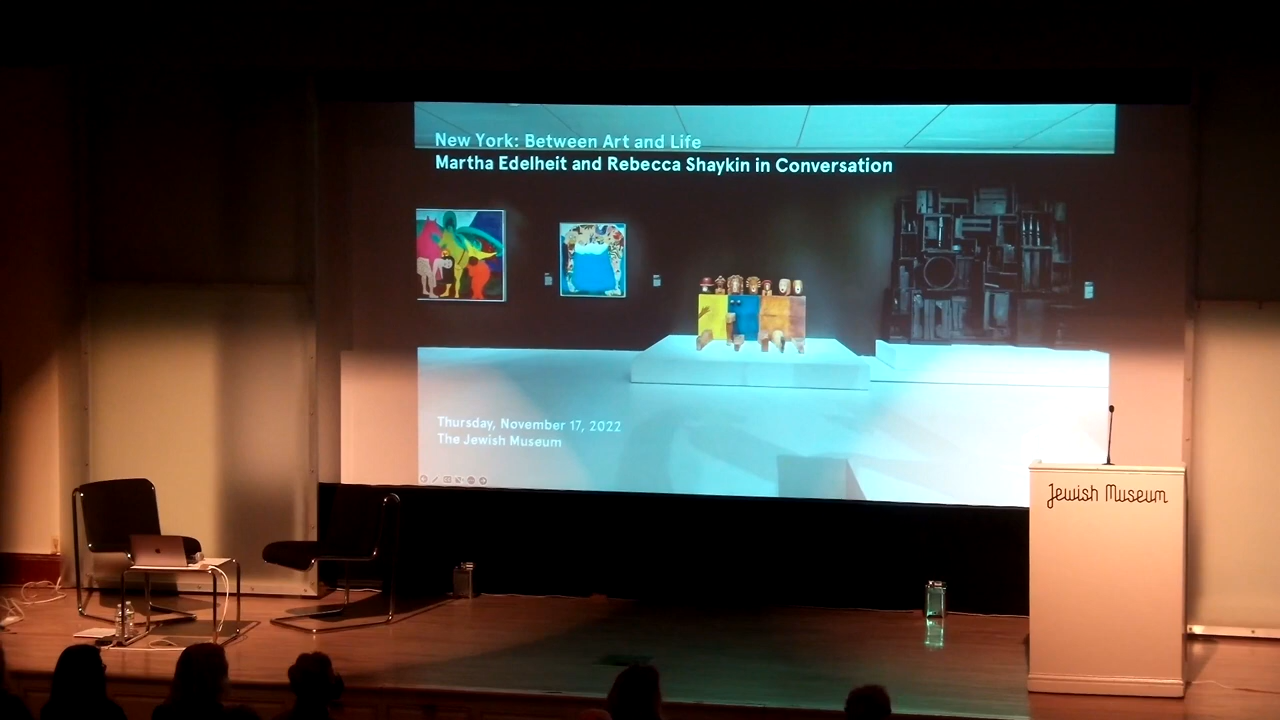 New York: Between Art and Life
Martha Edelheit and Rebecca Shaykin in Conversation
Thursday, November 17, 2022
The Jewish Museum
Jewish Museum